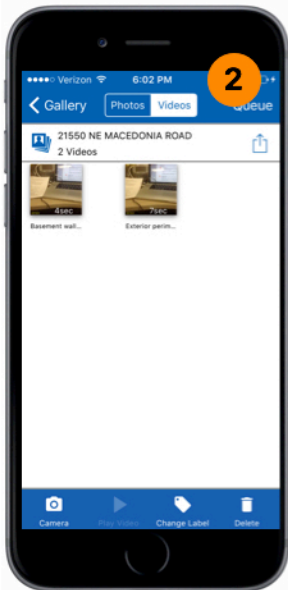 Verizon 6:02 PM
2
Gallery Photos Videos Queue
21550 NE MACEDONIA ROAD
2 Videos
4sec 7sec
Basement wall... Exterior perim...
Camera Play Video Change Label Delete